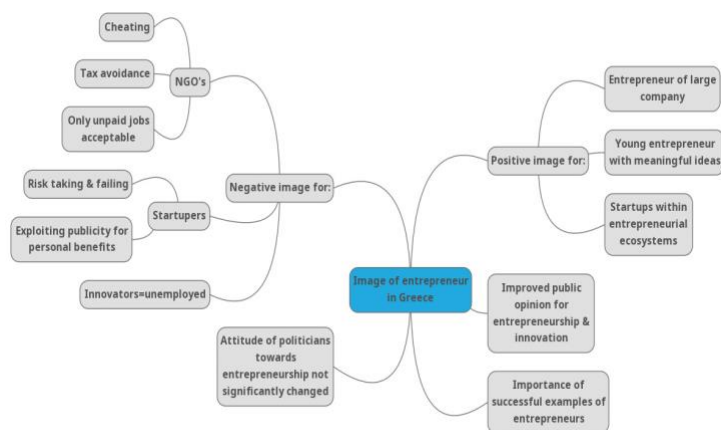 Cheating
Tax avoidance
Only unpaid jobs
acceptable
NGO's
Risk taking & failing
Exploiting publicity for
personal benefits
Startupers
Innovators=unemployed
Negative image for:
Attitude of politicians
towards
entrepreneurship not
significantly changed
Image of entrepreneur
in Greece
Positive image for:
Entrepreneur of large
company
Young entrepreneur
with meaningful ideas
Startups within
entrepreneurial
ecosystems
Improved public
opinion for
entrepreneurship &
innovation
Importance of
successful examples of
entrepreneurs